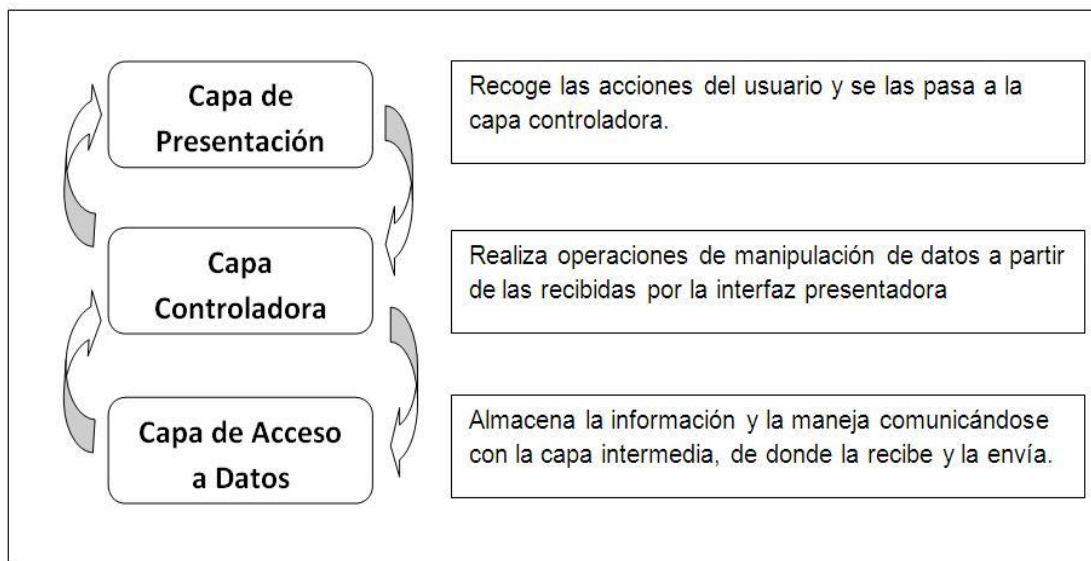 Capa de
Presentación
Recoge las acciones del usuario y se las pasa a la
capa controladora.
Capa
Controladora
Realiza operaciones de manipulación de datos a partir
de las recibidas por la interfaz presentadora
Capa de Acceso
a Datos
Almacena la información y la maneja comunicándose
con la capa intermedia, de donde la recibe y la envía.